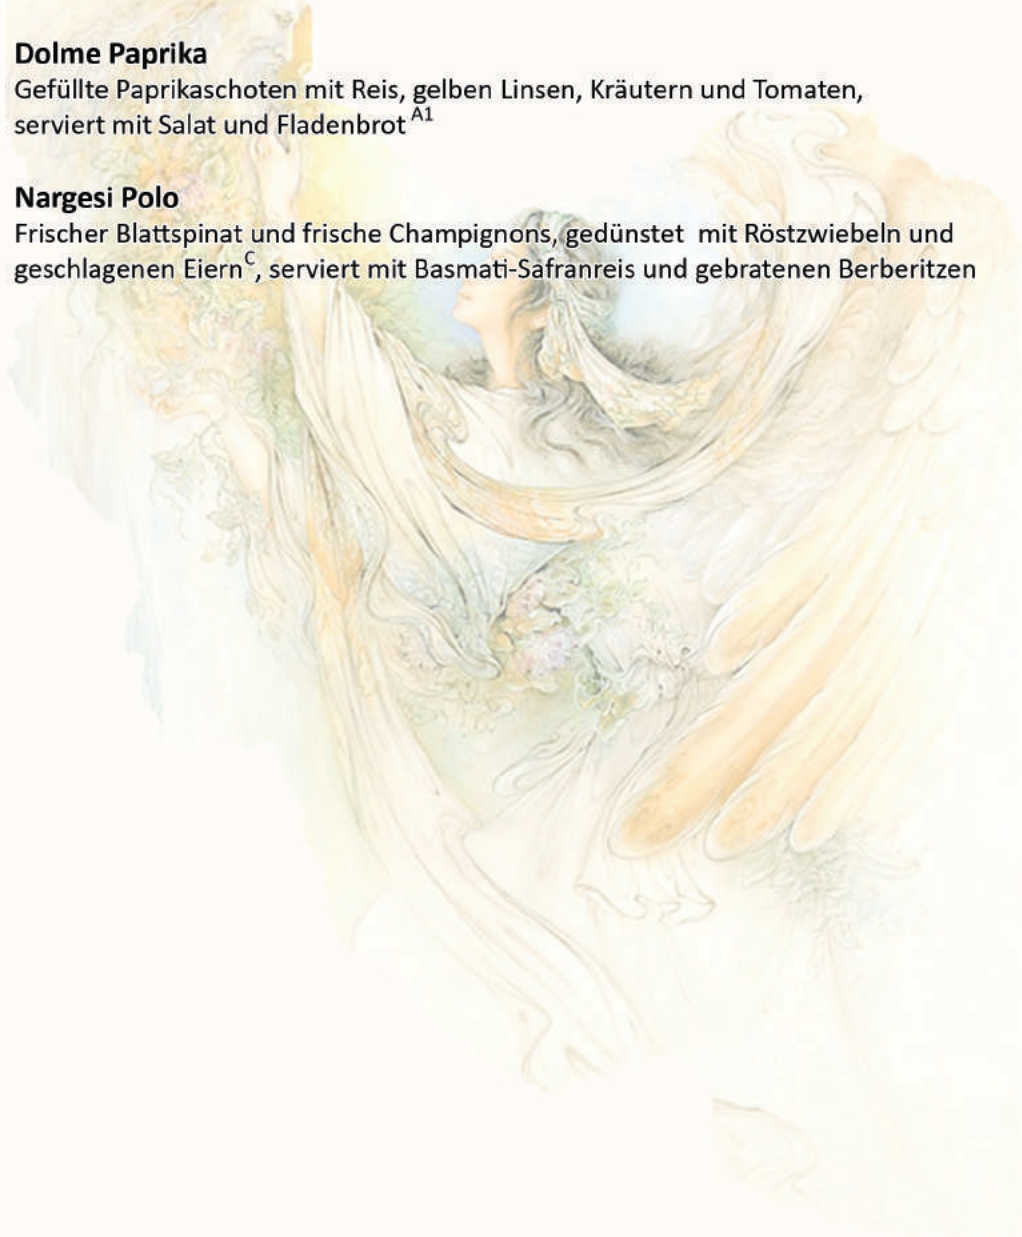 Dolme Paprika
Gefüllte Paprikaschoten mit Reis, gelben Linsen, Kräutern und Tomaten,
serviert mit Salat und Fladenbrot A1
Nargesi Polo
Frischer Blattspinat und frische Champignons, gedünstet mit Röstzwiebeln und
geschlagenen Eiern C, serviert mit Basmati-Safranreis und gebratenen Berberitzen